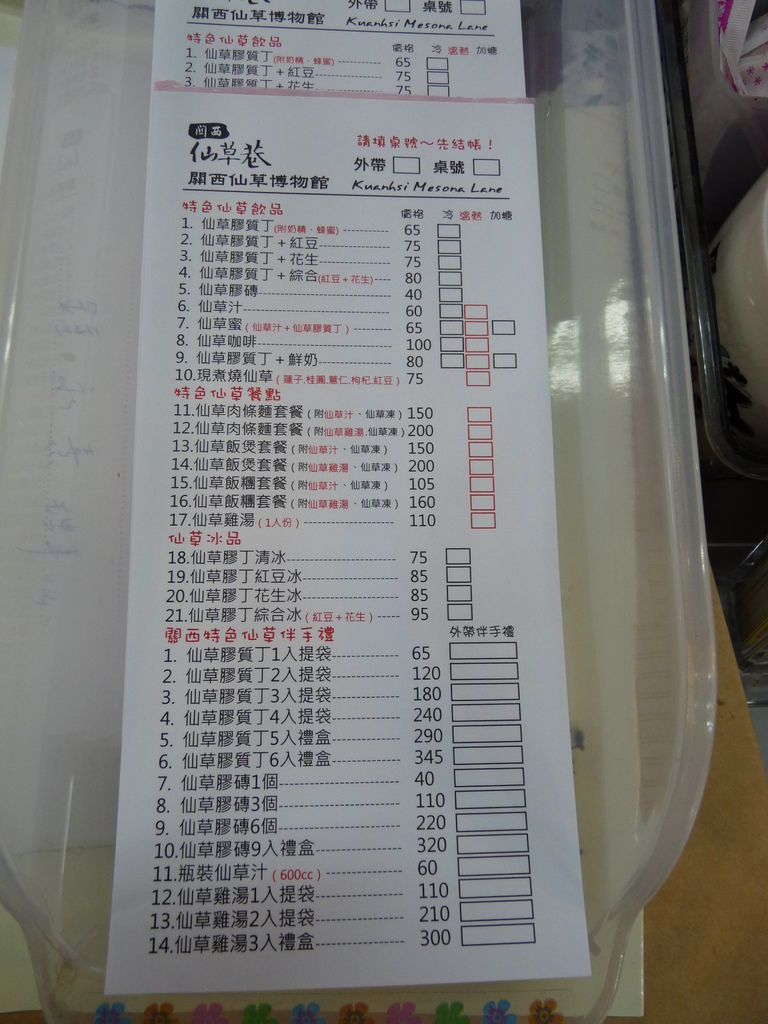 外帶 桌號
關西仙草博物館 Kuanhsi Mesona Lane
特色仙草飲品 價格 冷 溫熱 加糖
1. 仙草膠質丁(附奶精、蜂蜜) 65
2. 仙草膠質丁+紅豆 75
3. 仙草膠質丁+花生 75
關西
仙草巷
請填桌號～先結帳！
外帶 桌號
關西仙草博物館 Kuanhsi Mesona Lane
特色仙草飲品 價格 冷 溫熱 加糖
1. 仙草膠質丁(附奶精、蜂蜜) 65
2. 仙草膠質丁+紅豆 75
3. 仙草膠質丁+花生 75
4. 仙草膠質丁+綜合(紅豆+花生) 80
5. 仙草膠磚 40
6. 仙草汁 60
7. 仙草蜜(仙草汁+仙草膠質丁) 65
8. 仙草咖啡 100
9. 仙草膠質丁+鮮奶 80
10.現煮燒仙草(蓮子.桂圓.薏仁.枸杞.紅豆) 75
特色仙草餐點
11.仙草肉條麵套餐(附仙草汁、仙草凍) 150
12.仙草肉條麵套餐(附仙草雞湯.仙草凍) 200
13.仙草飯煲套餐(附仙草汁、仙草凍) 150
14.仙草飯煲套餐(附仙草雞湯、仙草凍) 200
15.仙草飯糰套餐(附仙草汁、仙草凍) 105
16.仙草飯糰套餐(附仙草雞湯、仙草凍) 160
17.仙草雞湯(1人份) 110
仙草冰品
18.仙草膠丁清冰 75
19.仙草膠丁紅豆冰 85
20.仙草膠丁花生冰 85
21.仙草膠丁綜合冰(紅豆+花生) 95
關西特色仙草伴手禮 外帶伴手禮
1. 仙草膠質丁1入提袋 65
2. 仙草膠質丁2入提袋 120
3. 仙草膠質丁3入提袋 180
4. 仙草膠質丁4入提袋 240
5. 仙草膠質丁5入禮盒 290
6. 仙草膠質丁6入禮盒 345
7. 仙草膠磚1個 40
8. 仙草膠磚3個 110
9. 仙草膠磚6個 220
10.仙草膠磚9入禮盒 320
11.瓶裝仙草汁(600cc) 60
12.仙草雞湯1入提袋 110
13.仙草雞湯2入提袋 210
14.仙草雞湯3入禮盒 300